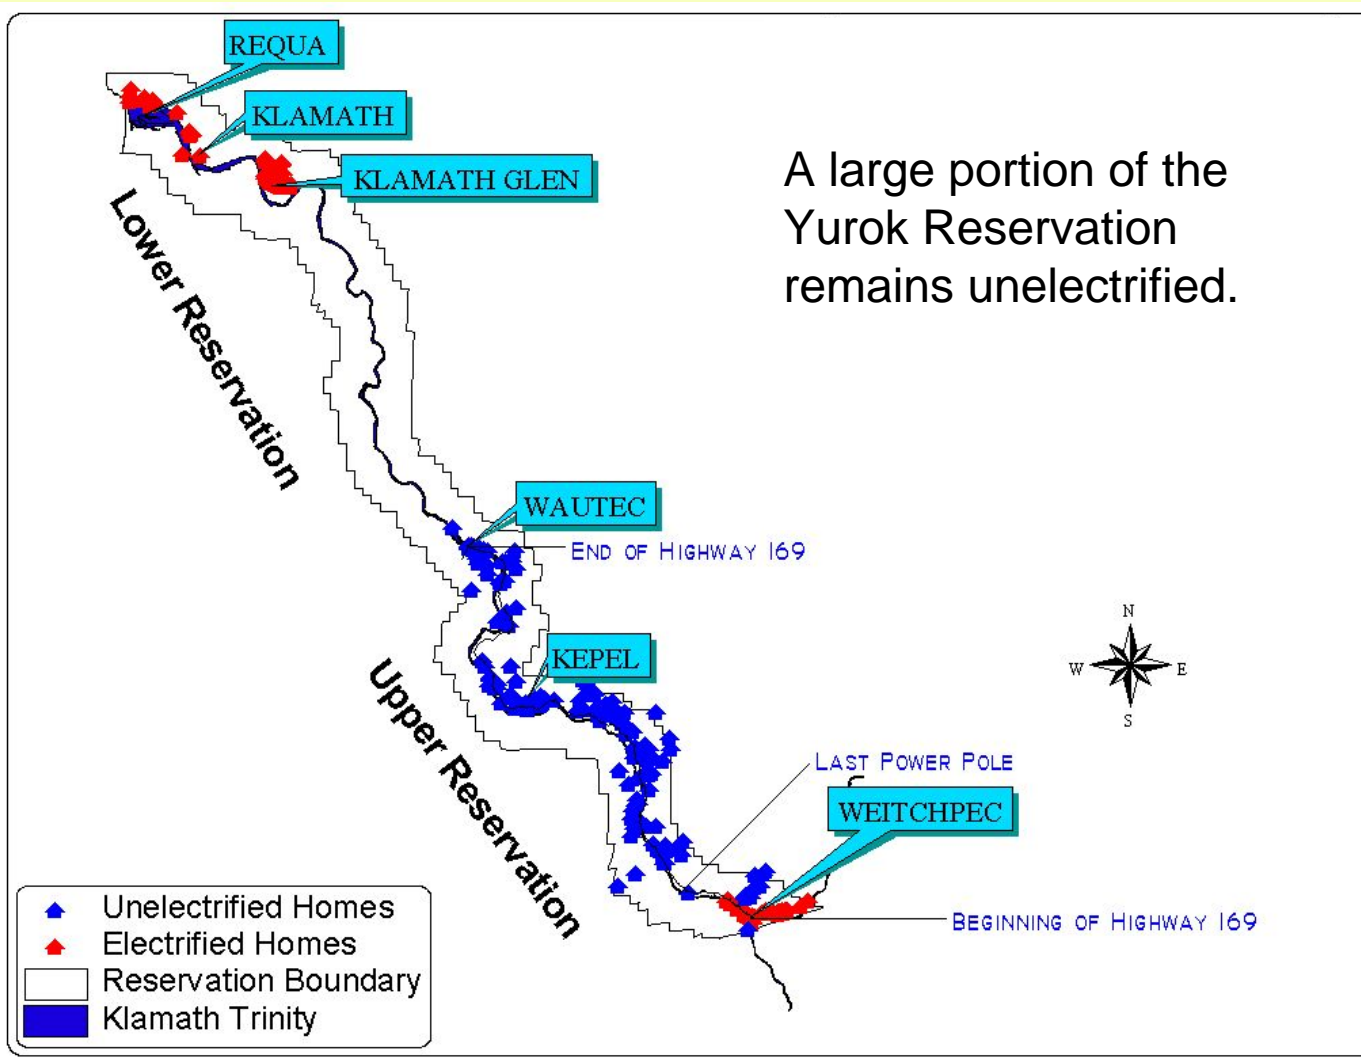 REQUA
KLAMATH
KLAMATH GLEN
A large portion of the
Yurok Reservation
remains unelectrified.
Lower Reservation
WAUTEC
END OF HIGHWAY 169
N
W
E
S
KEPEL
Upper Reservation
LAST POWER POLE
WEITCHPEC
BEGINNING OF HIGHWAY 169
Unelectrified Homes
Electrified Homes
Reservation Boundary
Klamath Trinity